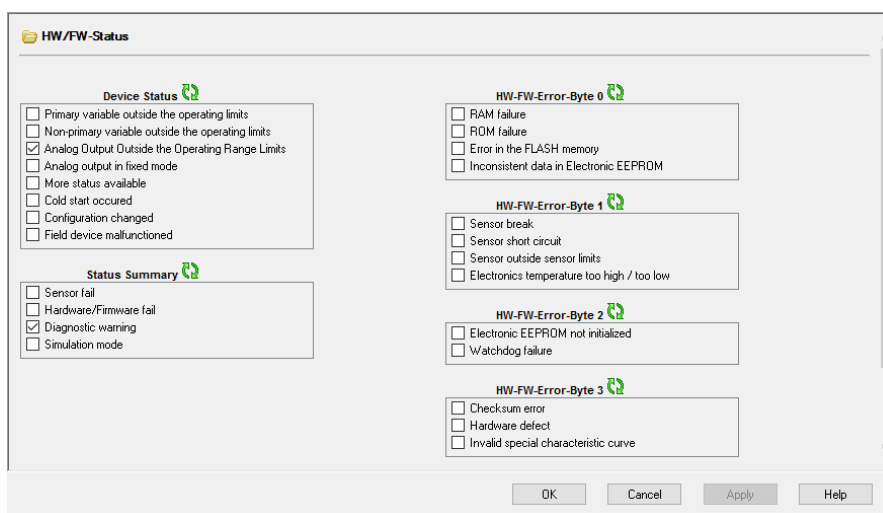 HW/FW-Status
Device Status
Primary variable outside the operating limits
Non-primary variable outside the operating limits
Analog Output Outside the Operating Range Limits
Analog output in fixed mode
More status available
Cold start occured
Configuration changed
Field device malfunctioned
Status Summary
Sensor fail
Hardware/Firmware fail
Diagnostic warning
Simulation mode
HW-FW-Error-Byte 0
RAM failure
ROM failure
Error in the FLASH memory
Inconsistent data in Electronic EEPROM
HW-FW-Error-Byte 1
Sensor break
Sensor short circuit
Sensor outside sensor limits
Electronics temperature too high / too low
HW-FW-Error-Byte 2
Electronic EEPROM not initialized
Watchdog failure
HW-FW-Error-Byte 3
Checksum error
Hardware defect
Invalid special characteristic curve
OK
Cancel
Apply
Help